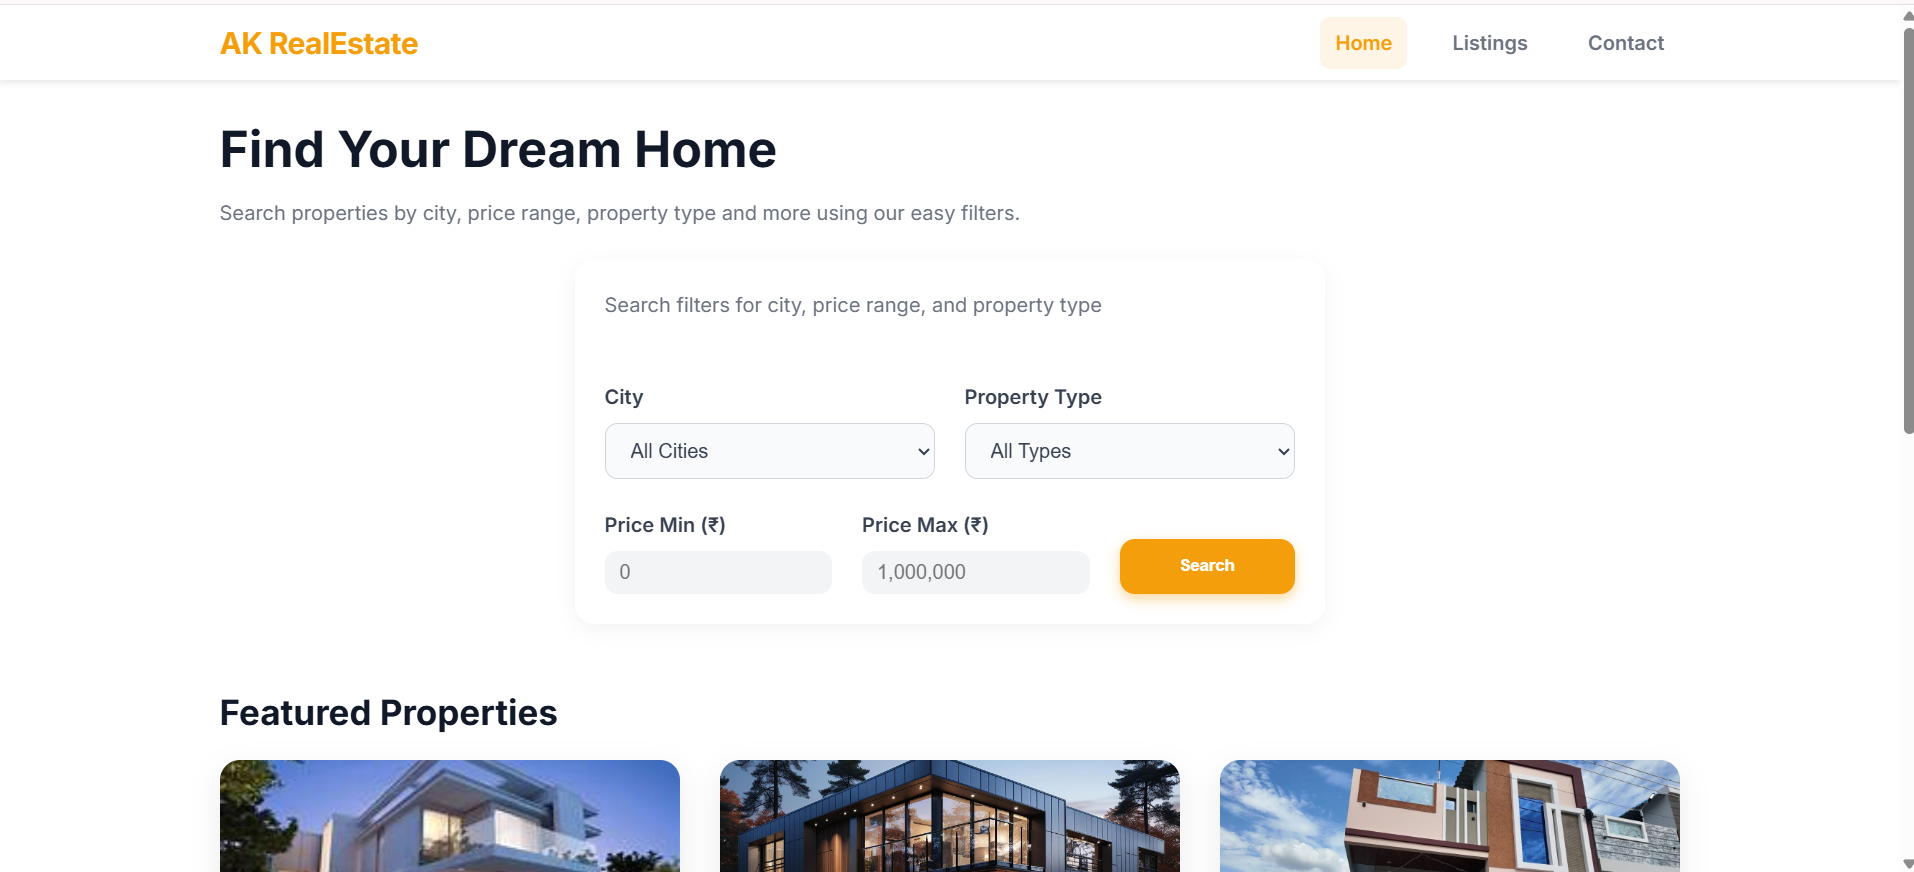 AK RealEstate
Home Listings Contact
Find Your Dream Home
Search properties by city, price range, property type and more using our easy filters.
Search filters for city, price range, and property type
City Property Type
All Cities All Types
Price Min (₹) Price Max (₹)
0 1,000,000 Search
Featured Properties